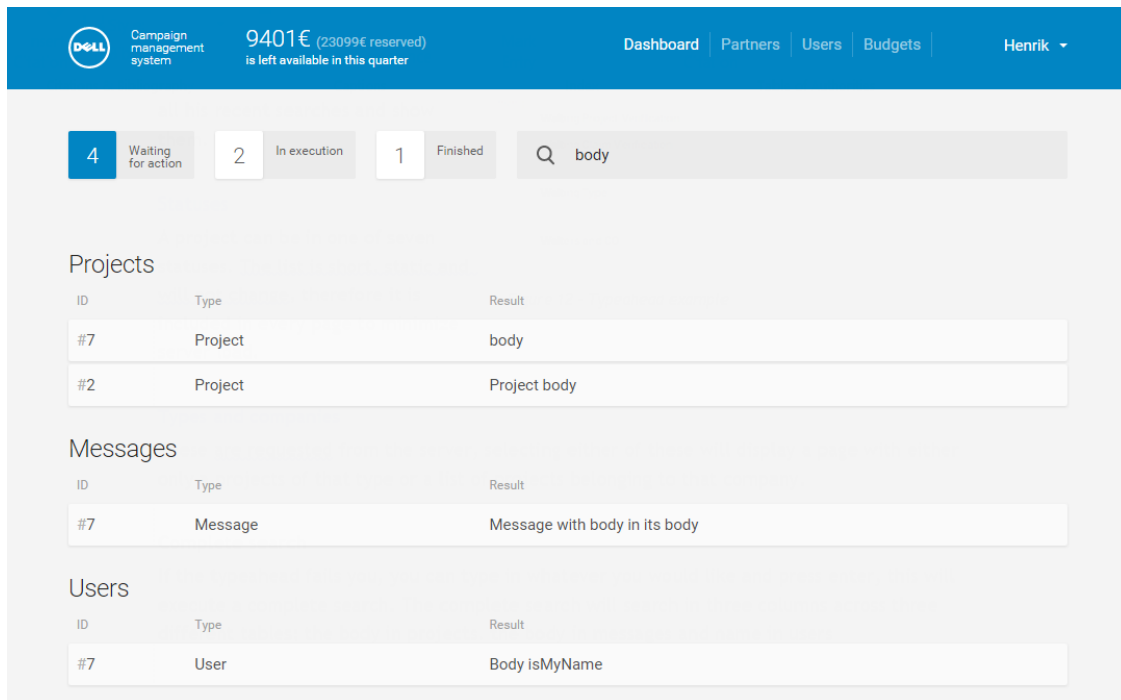 DELL
Campaign
management
system
9401€ (23099€ reserved)
is left available in this quarter
Dashboard Partners Users Budgets
Henrik
4 Waiting
for action
2 In execution
1 Finished
body
Projects
ID Type Result
#7 Project body
#2 Project Project body
Messages
ID Type Result
#7 Message Message with body in its body
Users
ID Type Result
#7 User Body isMyName